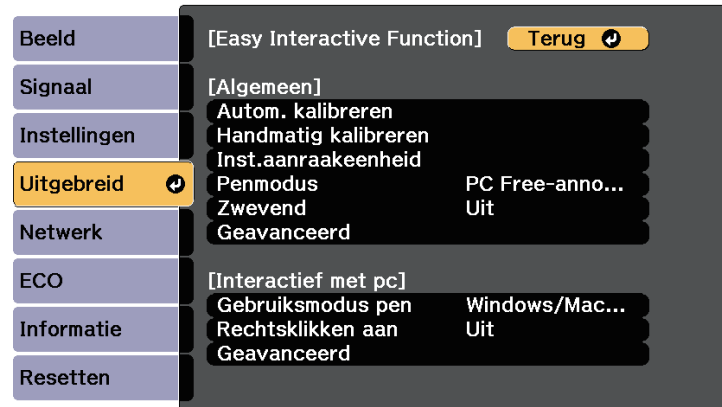 Beeld
Signaal
Instellingen
Uitgebreid
Netwerk
ECO
Informatie
Resetten
[Easy Interactive Function] Terug
[Algemeen]
Autom. kalibreren
Handmatig kalibreren
Inst.aanraakeenheid
Penmodus PC Free-anno...
Zwevend Uit
Geavanceerd
[Interactief met pc]
Gebruiksmodus pen Windows/Mac...
Rechtsklikken aan Uit
Geavanceerd